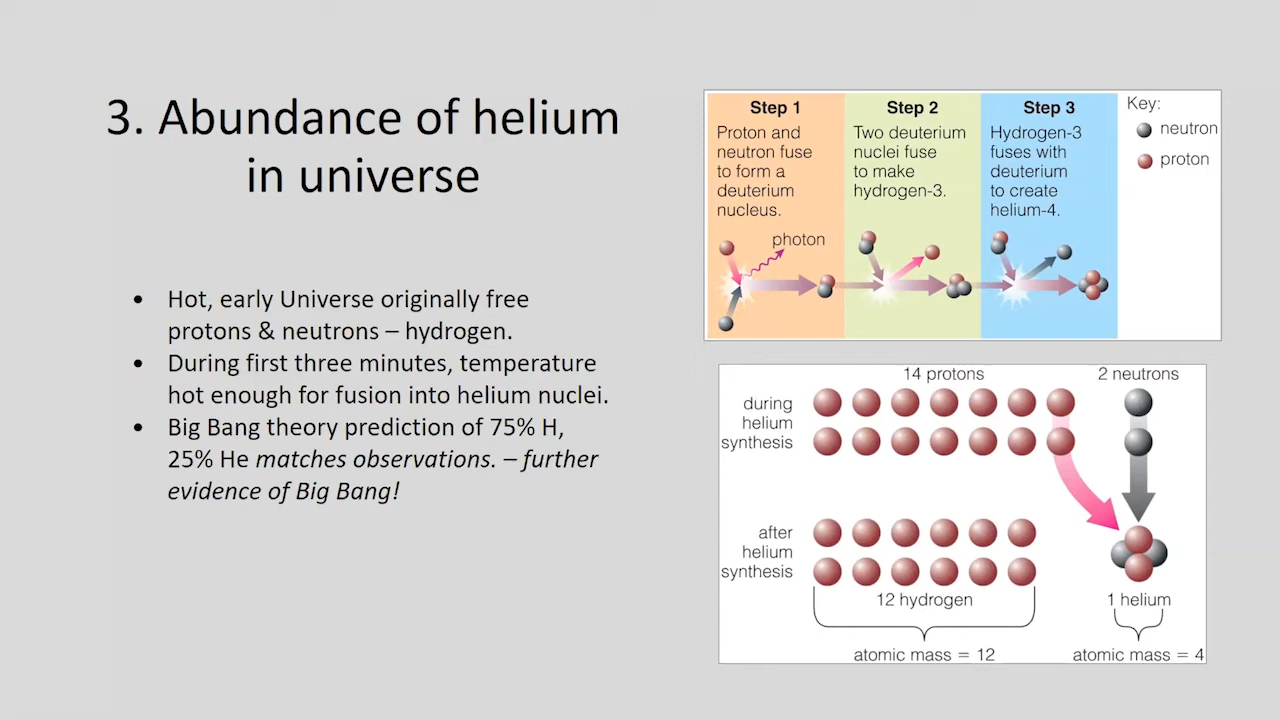 3. Abundance of helium
in universe
• Hot, early Universe originally free
protons & neutrons – hydrogen.
• During first three minutes, temperature
hot enough for fusion into helium nuclei.
• Big Bang theory prediction of 75% H,
25% He matches observations. – further
evidence of Big Bang!
Step 1
Proton and
neutron fuse
to form a
deuterium
nucleus.
photon
Step 2
Two deuterium
nuclei fuse
to make
hydrogen-3.
Step 3
Hydrogen-3
fuses with
deuterium
to create
helium-4.
Key:
neutron
proton
14 protons
2 neutrons
during
helium
synthesis
after
helium
synthesis
12 hydrogen
1 helium
atomic mass = 12
atomic mass = 4